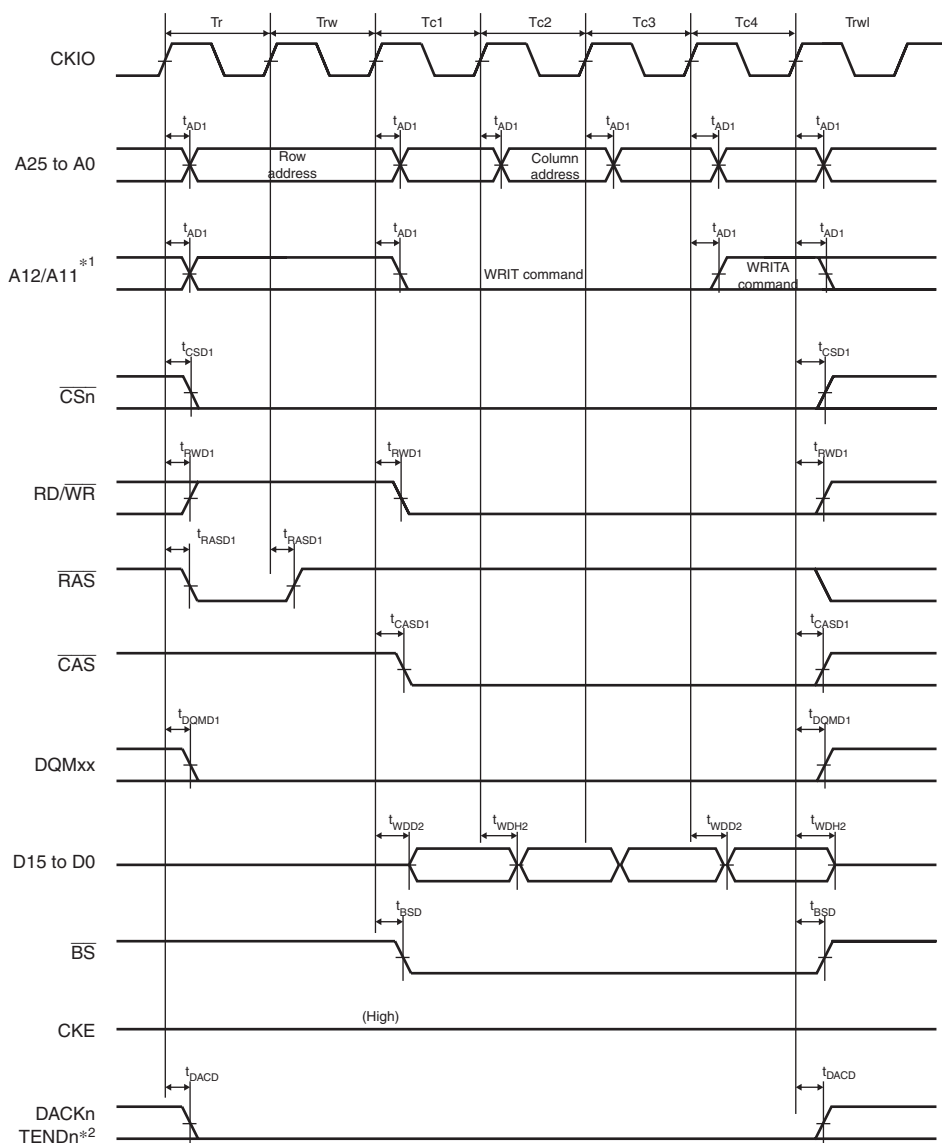 Tr Trw Tc1 Tc2 Tc3 Tc4 Trwl
CKIO
tAD1 tAD1 tAD1 tAD1 tAD1 tAD1
A25 to A0
Row
address
Column
address
tAD1 tAD1 tAD1 tAD1
A12/A11*1
WRIT command
WRITA
command
tCSD1 tCSD1
CSn
tRWD1 tRWD1 tRWD1
RD/WR
tRASD1 tRASD1
RAS
tCASD1 tCASD1
CAS
tDQMD1 tDQMD1
DQMxx
tWDD2 tWDH2 tWDD2 tWDH2
D15 to D0
tBSD tBSD
BS
(High)
CKE
tDACD tDACD
DACKn
TENDn*2